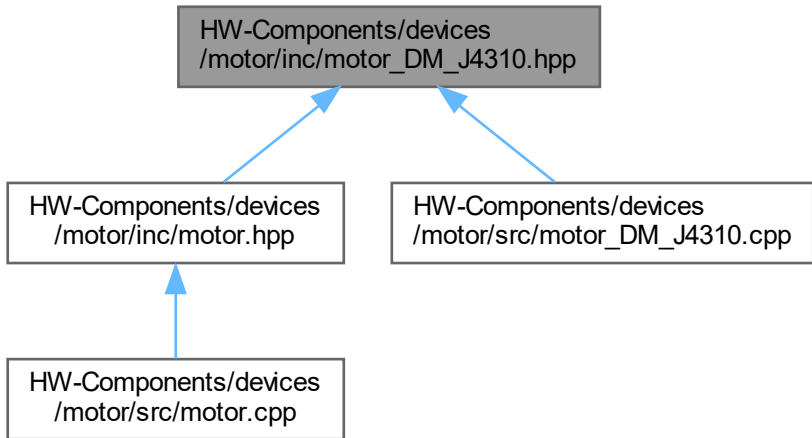 HW-Components/devices
/motor/inc/motor_DM_J4310.hpp
HW-Components/devices
/motor/inc/motor.hpp
HW-Components/devices
/motor/src/motor_DM_J4310.cpp
HW-Components/devices
/motor/src/motor.cpp